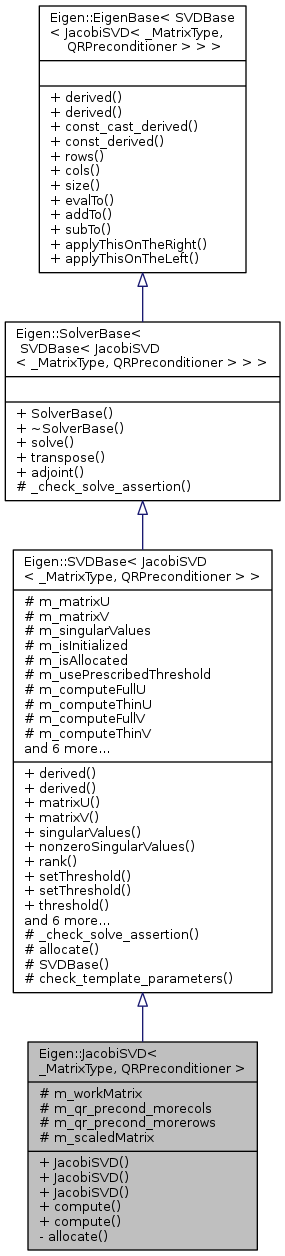 Eigen::EigenBase< SVDBase
< JacobiSVD< _MatrixType,
QRPreconditioner > > >
+ derived()
+ derived()
+ const_cast_derived()
+ const_derived()
+ rows()
+ cols()
+ size()
+ evalTo()
+ addTo()
+ subTo()
+ applyThisOnTheRight()
+ applyThisOnTheLeft()
Eigen::SolverBase<
SVDBase< JacobiSVD
< _MatrixType, QRPreconditioner > > >
+ SolverBase()
+ ~SolverBase()
+ solve()
+ transpose()
+ adjoint()
# _check_solve_assertion()
Eigen::SVDBase< JacobiSVD
< _MatrixType, QRPreconditioner > >
# m_matrixU
# m_matrixV
# m_singularValues
# m_isInitialized
# m_isAllocated
# m_usePrescribedThreshold
# m_computeFullU
# m_computeThinU
# m_computeFullV
# m_computeThinV
and 6 more...
+ derived()
+ derived()
+ matrixU()
+ matrixV()
+ singularValues()
+ nonzeroSingularValues()
+ rank()
+ setThreshold()
+ setThreshold()
+ threshold()
and 6 more...
# _check_solve_assertion()
# allocate()
# SVDBase()
# check_template_parameters()
Eigen::JacobiSVD<
_MatrixType, QRPreconditioner >
# m_workMatrix
# m_qr_precond_morecols
# m_qr_precond_morerows
# m_scaledMatrix
+ JacobiSVD()
+ JacobiSVD()
+ JacobiSVD()
+ compute()
+ compute()
- allocate()